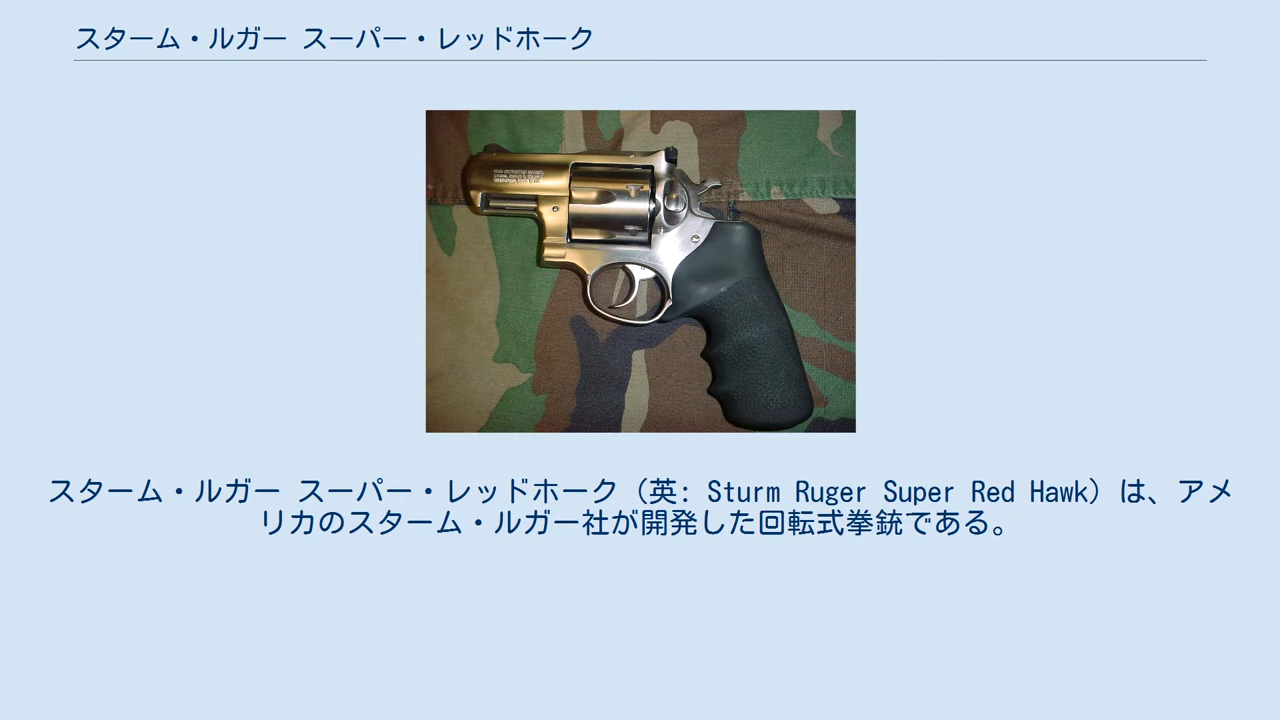 スターム・ルガー スーパー・レッドホーク
スターム・ルガー スーパー・レッドホーク（英: Sturm Ruger Super Red Hawk）は、アメ
リカのスターム・ルガー社が開発した回転式拳銃である。